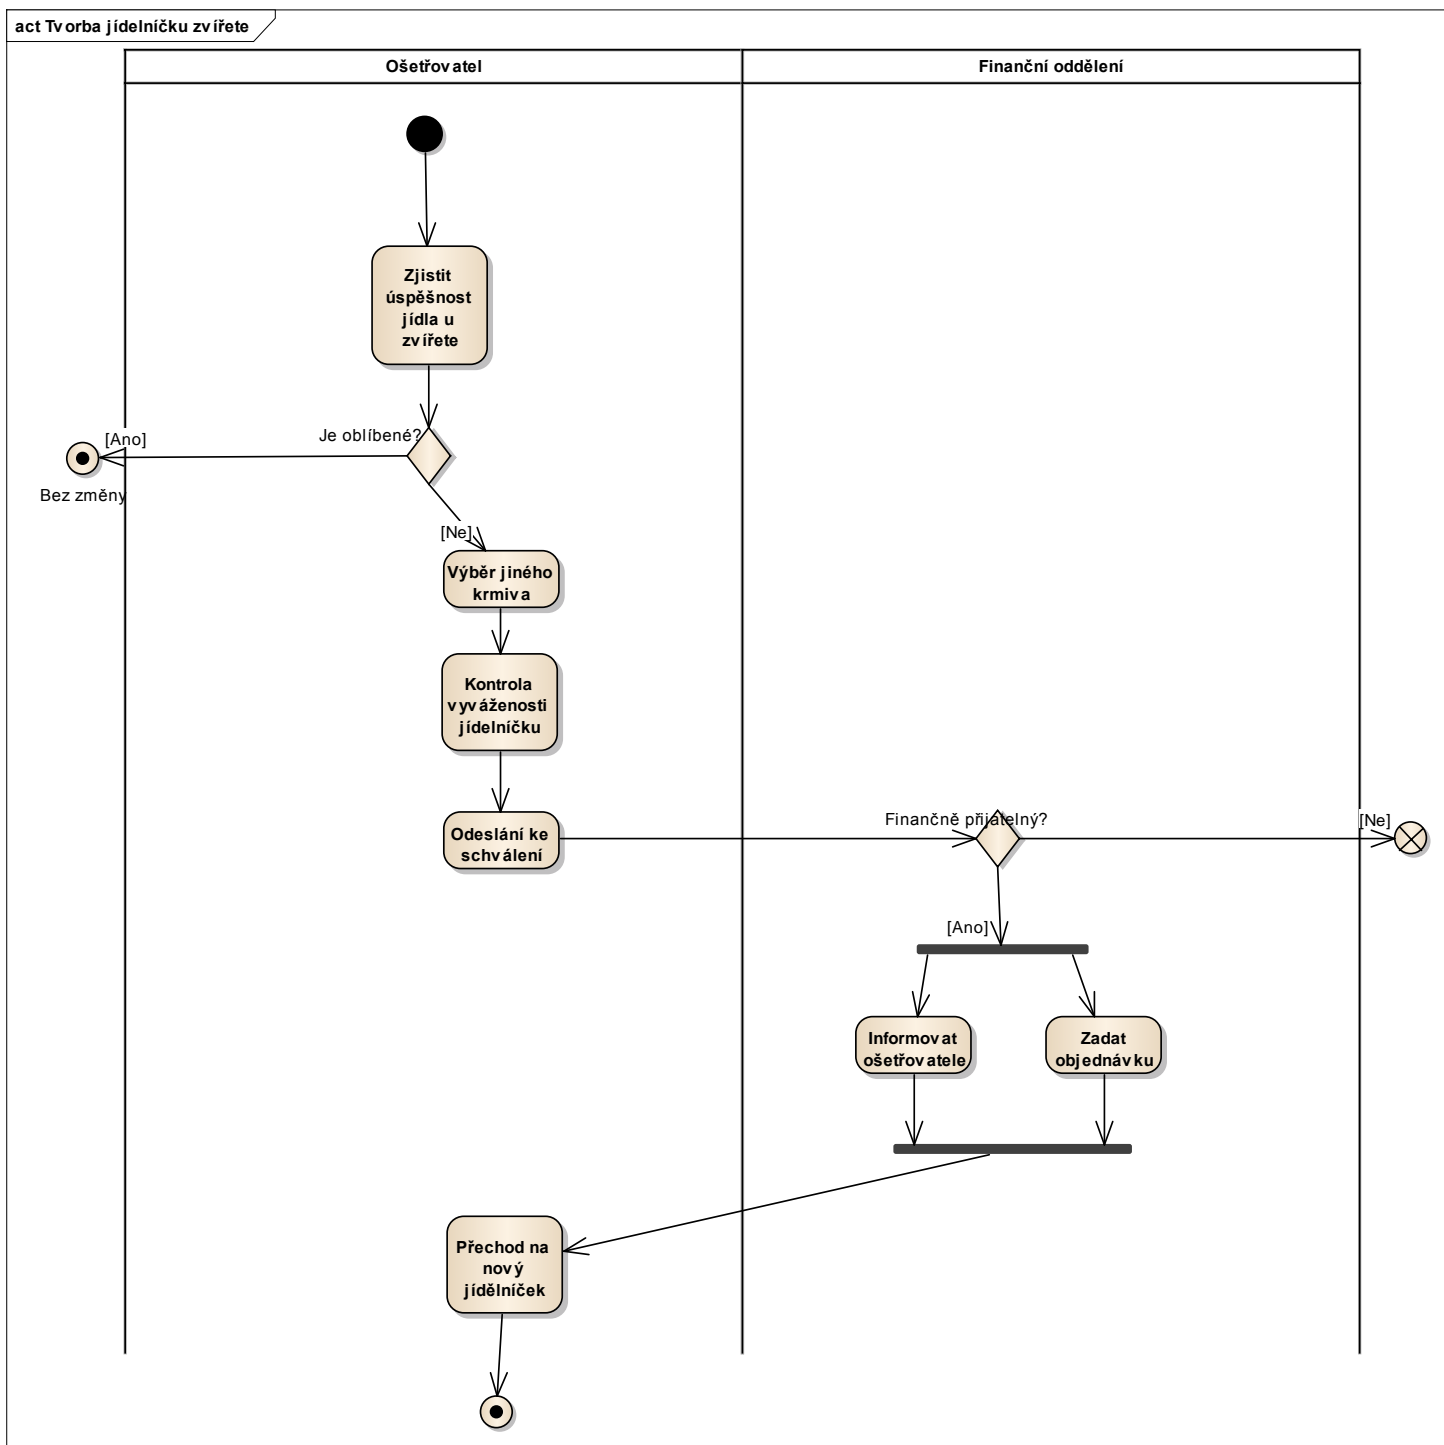 act Tvorba jídelníčku zvířete
Ošetřovatel
Finanční oddělení
Zjistit
úspěšnost
jídla u
zvířete
Je oblíbené?
[Ano]
Bez změny
[Ne]
Výběr jiného
krmiva
Kontrola
vyváženosti
jídelníčku
Odeslání ke
schválení
Finančně přijatelný?
[Ne]
[Ano]
Informovat
ošetřovatele
Zadat
objednávku
Přechod na
nový
jídělníček